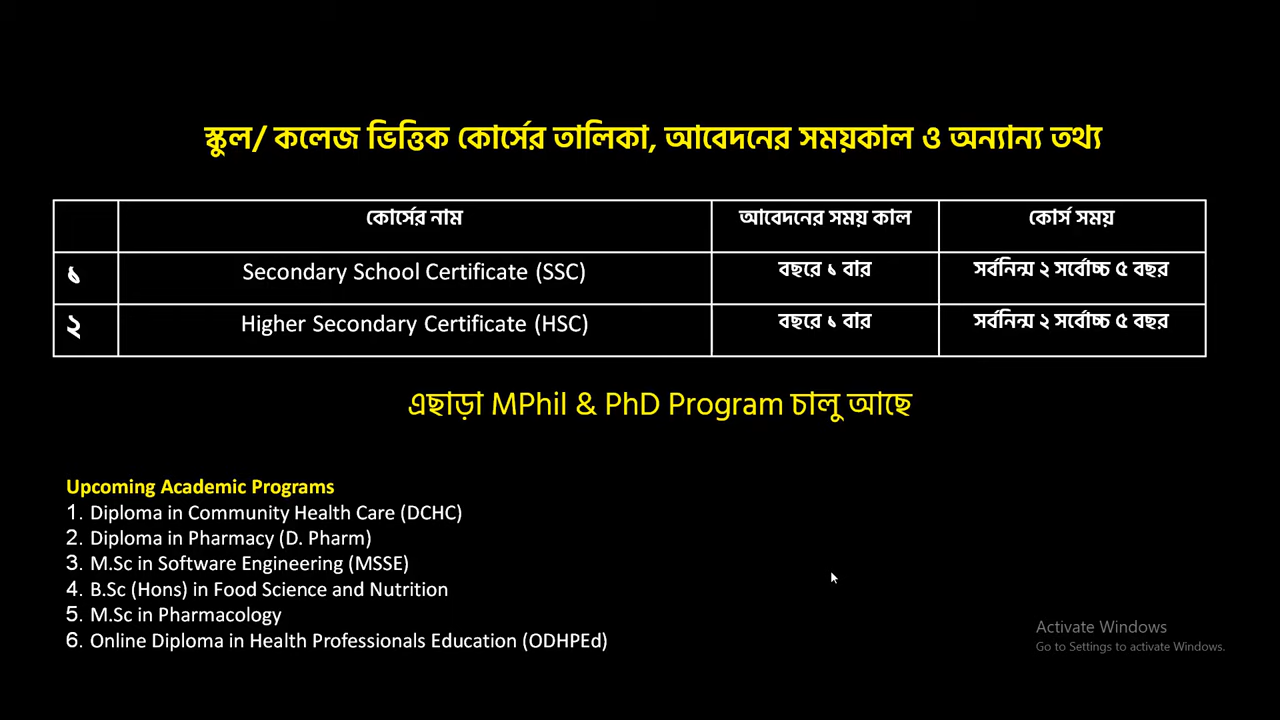 স্কুল/ কলেজ ভিত্তিক কোর্সের তালিকা, আবেদনের সময়কাল ও অন্যান্য তথ্য
কোর্সের নাম আবেদনের সময় কাল কোর্স সময়
১ Secondary School Certificate (SSC) বছরে ১ বার সর্বনিন্ম ২ সর্বোচ্চ ৫ বছর
২ Higher Secondary Certificate (HSC) বছরে ১ বার সর্বনিন্ম ২ সর্বোচ্চ ৫ বছর
এছাড়া MPhil & PhD Program চালু আছে
Upcoming Academic Programs
1. Diploma in Community Health Care (DCHC)
2. Diploma in Pharmacy (D. Pharm)
3. M.Sc in Software Engineering (MSSE)
4. B.Sc (Hons) in Food Science and Nutrition
5. M.Sc in Pharmacology
6. Online Diploma in Health Professionals Education (ODHPEd)
Activate Windows
Go to Settings to activate Windows.